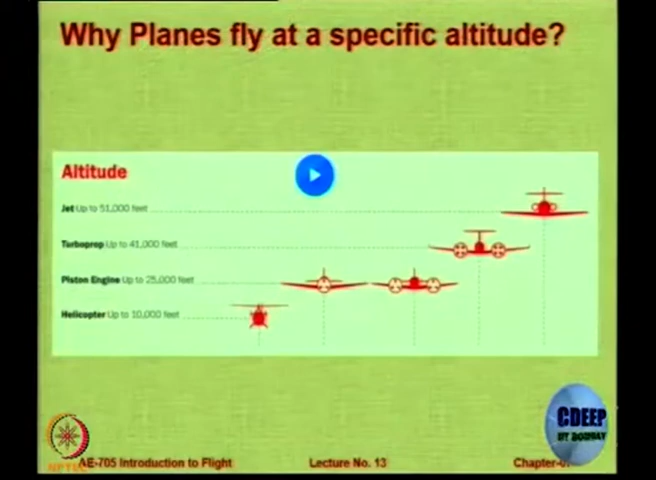 Why Planes fly at a specific altitude?
Altitude
Jet Up to 51,000 feet
Turboprop Up to 41,000 feet
Piston Engine Up to 25,000 feet
Helicopter Up to 10,000 feet
CDEEP
IIT BOMBAY
NPTEL
AE-705 Introduction to Flight Lecture No. 13